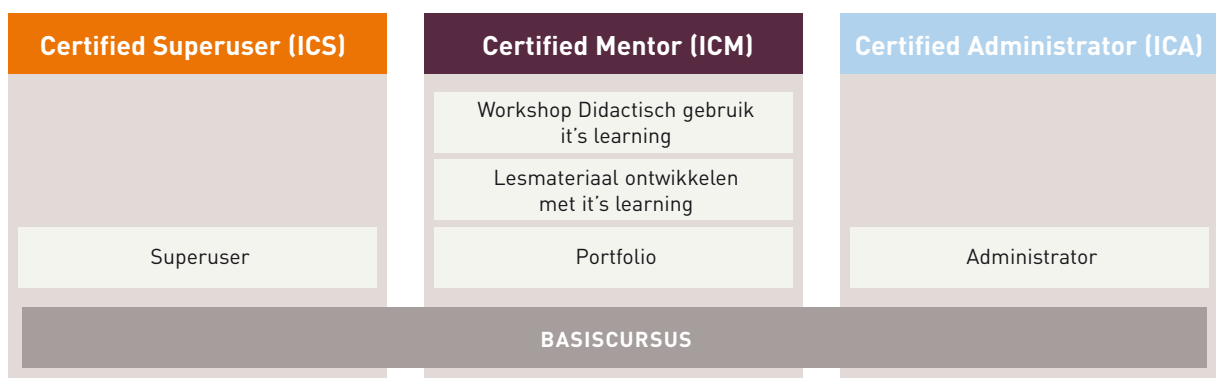 Certified Superuser (ICS)
Certified Mentor (ICM)
Certified Administrator (ICA)
Workshop Didactisch gebruik
it’s learning
Lesmateriaal ontwikkelen
met it’s learning
Superuser
Portfolio
Administrator
BASISCURSUS